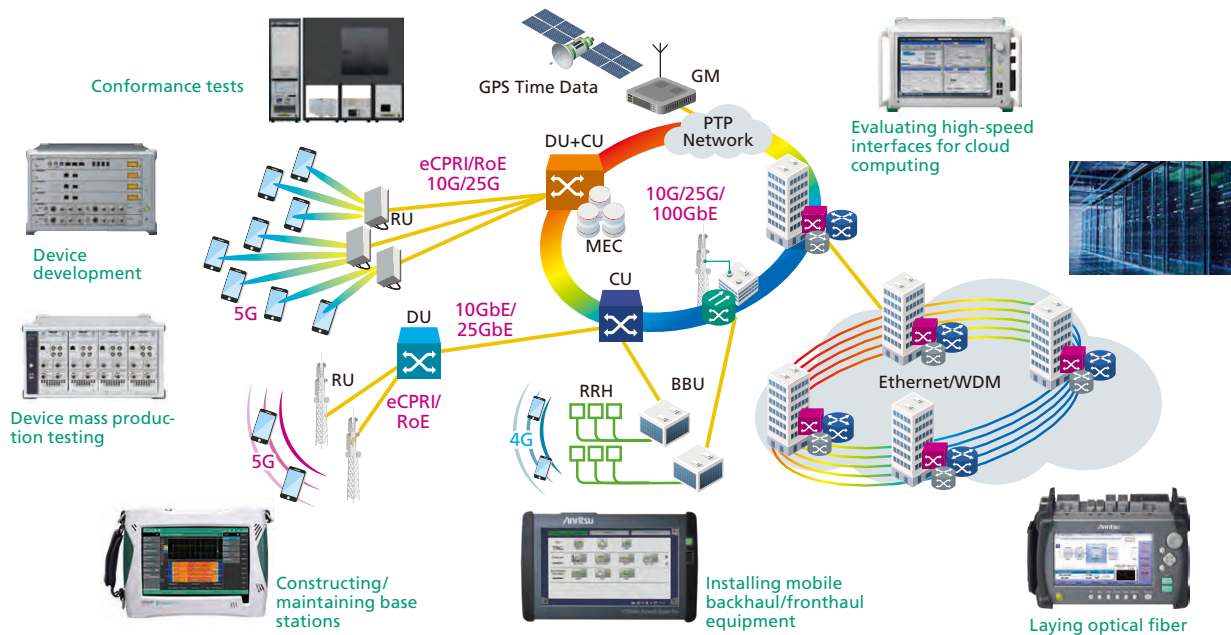 Conformance tests
GPS Time Data
GM
PTP
Network
Evaluating high-speed
interfaces for cloud
computing
DU+CU
eCPRI/RoE
10G/25G
RU
MEC
10G/25G/
100GbE
Device
development
5G
CU
10GbE/
25GbE
DU
RU
eCPRI/
RoE
5G
Device mass produc-
tion testing
4G
RRH
BBU
Ethernet/WDM
Anritsu
Anritsu
Constructing/
maintaining base
stations
Installing mobile
backhaul/fronthaul
equipment
Laying optical fiber